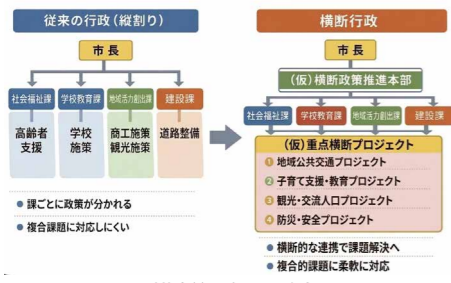 従来の行政(縦割り)
市長
社会福祉課 学校教育課 地域活力創出課 建設課
高齢者支援
学校施策
商工施策
観光施策
道路整備
● 課ごとに政策が分かれる
● 複合課題に対応しにくい
横断行政
市長
(仮)横断政策推進本部
社会福祉課 学校教育課 地域活力創出課 建設課
(仮)重点横断プロジェクト
1 地域公共交通プロジェクト
2 子育て支援・教育プロジェクト
3 観光・交流人口プロジェクト
4 防災・安全プロジェクト
● 横断的な連携で課題解決へ
● 複合的課題に柔軟に対応